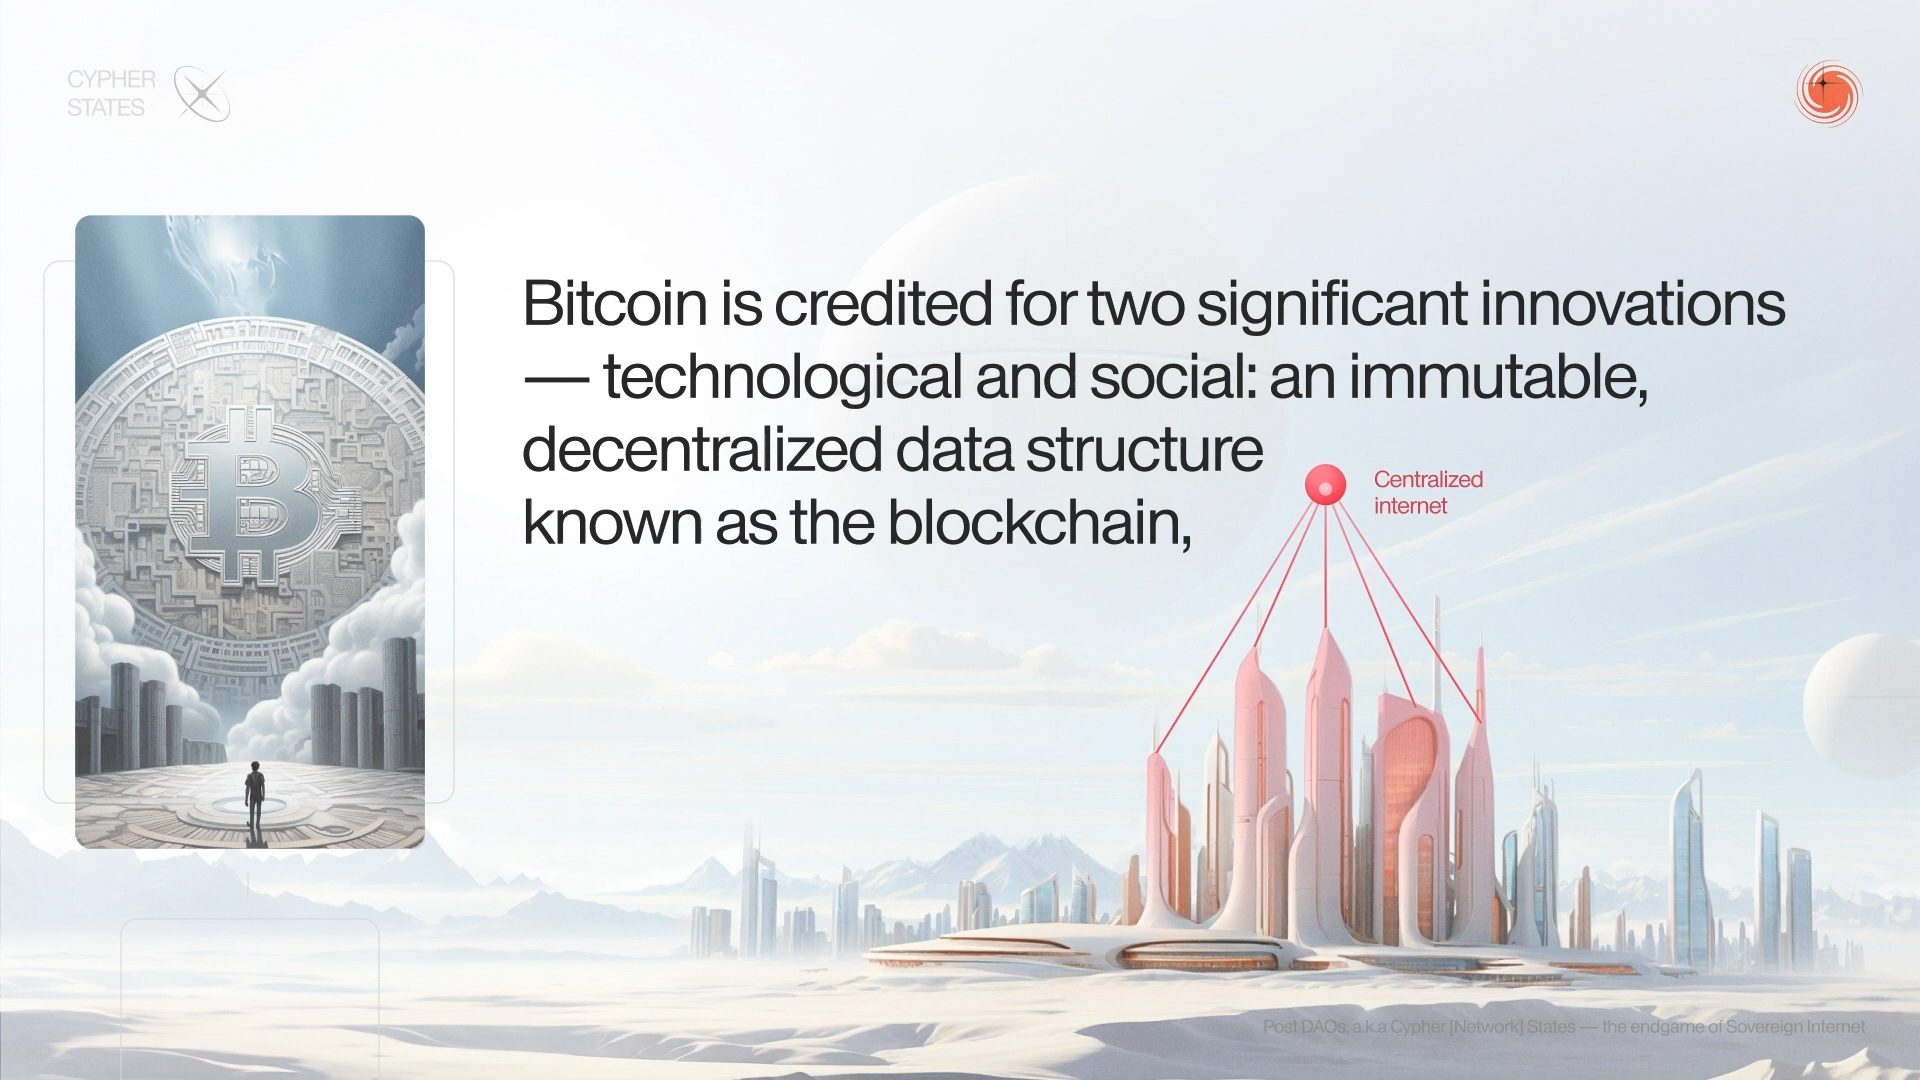 CYPHER
STATES
Bitcoin is credited for two significant innovations
— technological and social: an immutable,
decentralized data structure
known as the blockchain,
Centralized
internet
Post DAOs, a.k.a Cypher [Network] States — the endgame of Sovereign Internet